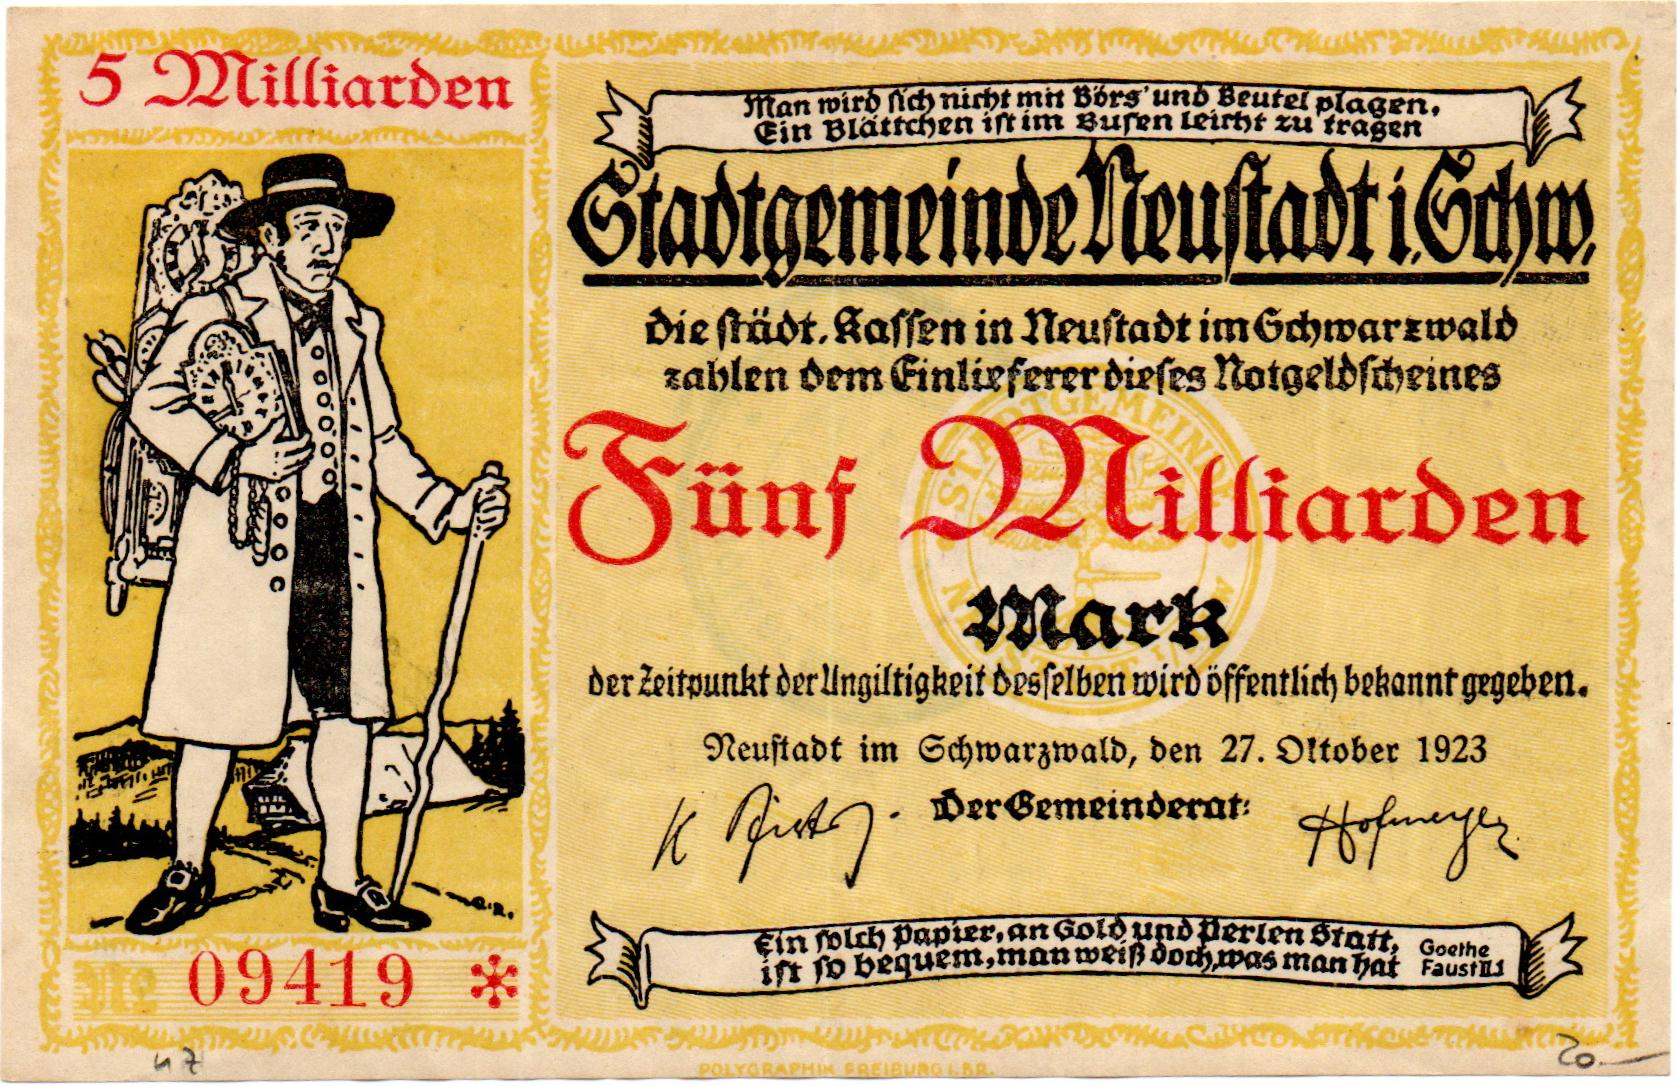 5 Milliarden
Man wird sich nicht mit Börs' und Beutel plagen,
Ein Blättchen ist im Busen leicht zu tragen
Stadtgemeinde Neustadt i. Schw.
Die städt. Kassen in Neustadt im Schwarzwald
zahlen dem Einlieferer dieses Notgeldscheines
Fünf Milliarden
Mark
der Zeitpunkt der Ungiltigkeit desselben wird öffentlich bekannt gegeben.
Neustadt im Schwarzwald, den 27. Oktober 1923
Der Gemeinderat:
Hofmeyer
Ein solch Papier, an Gold und Perlen Statt,
ist so bequem, man weiß doch, was man hat
Goethe
Faust II.1
STADTGEMEINDE
No 09419 *
POLYGRAPHIK FREIBURG i. BR.
20.—